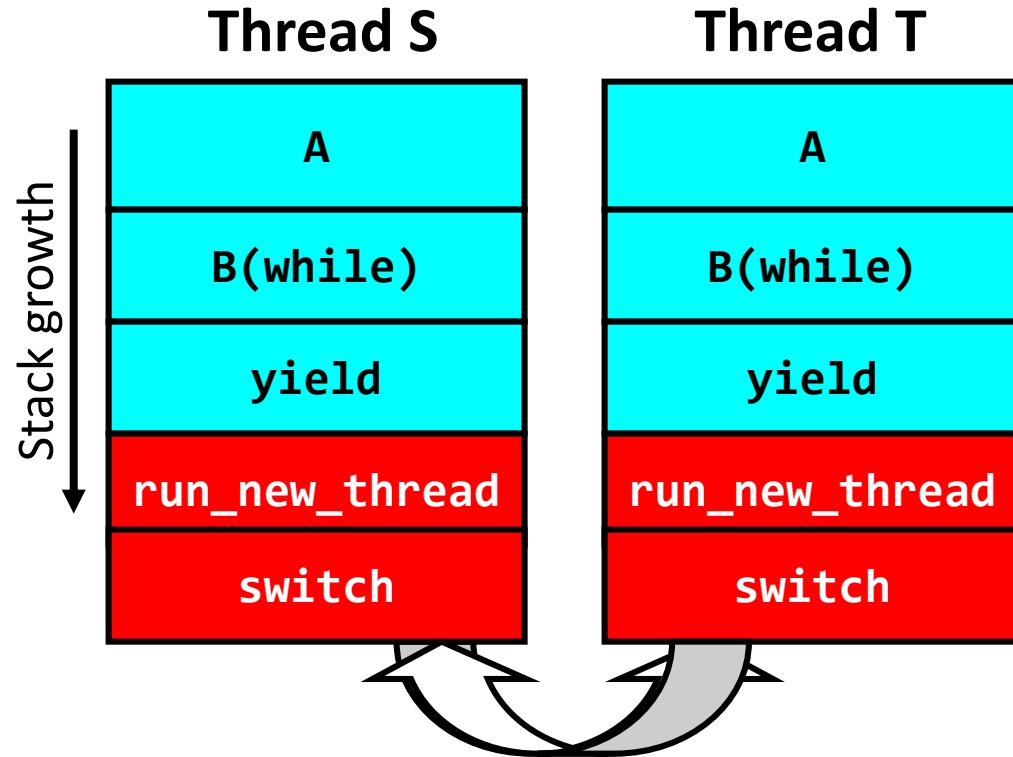 Thread S
Thread T
Stack growth
A
B(while)
yield
run_new_thread
switch
A
B(while)
yield
run_new_thread
switch